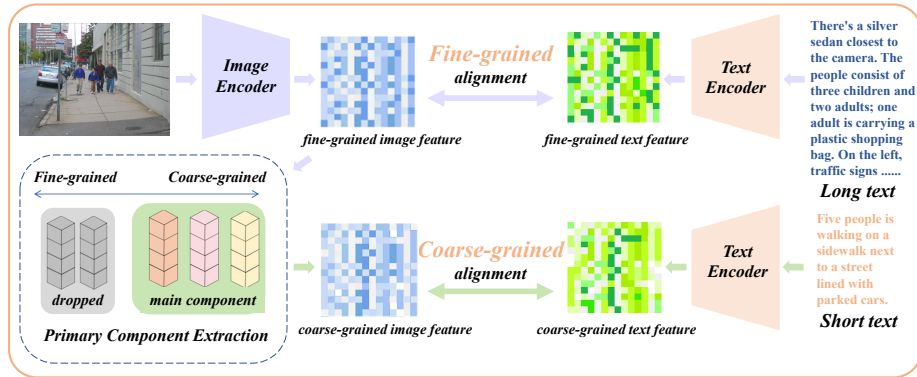 Image
Encoder
Fine-grained
alignment
Text
Encoder
fine-grained image feature
fine-grained text feature
There's a silver
sedan closest to
the camera. The
people consist of
three children and
two adults; one
adult is carrying a
plastic shopping
bag. On the left,
traffic signs ......
Long text
Fine-grained
Coarse-grained
dropped
main component
Primary Component Extraction
Coarse-grained
alignment
Text
Encoder
coarse-grained image feature
coarse-grained text feature
Five people is
walking on a
sidewalk next
to a street
lined with
parked cars.
Short text